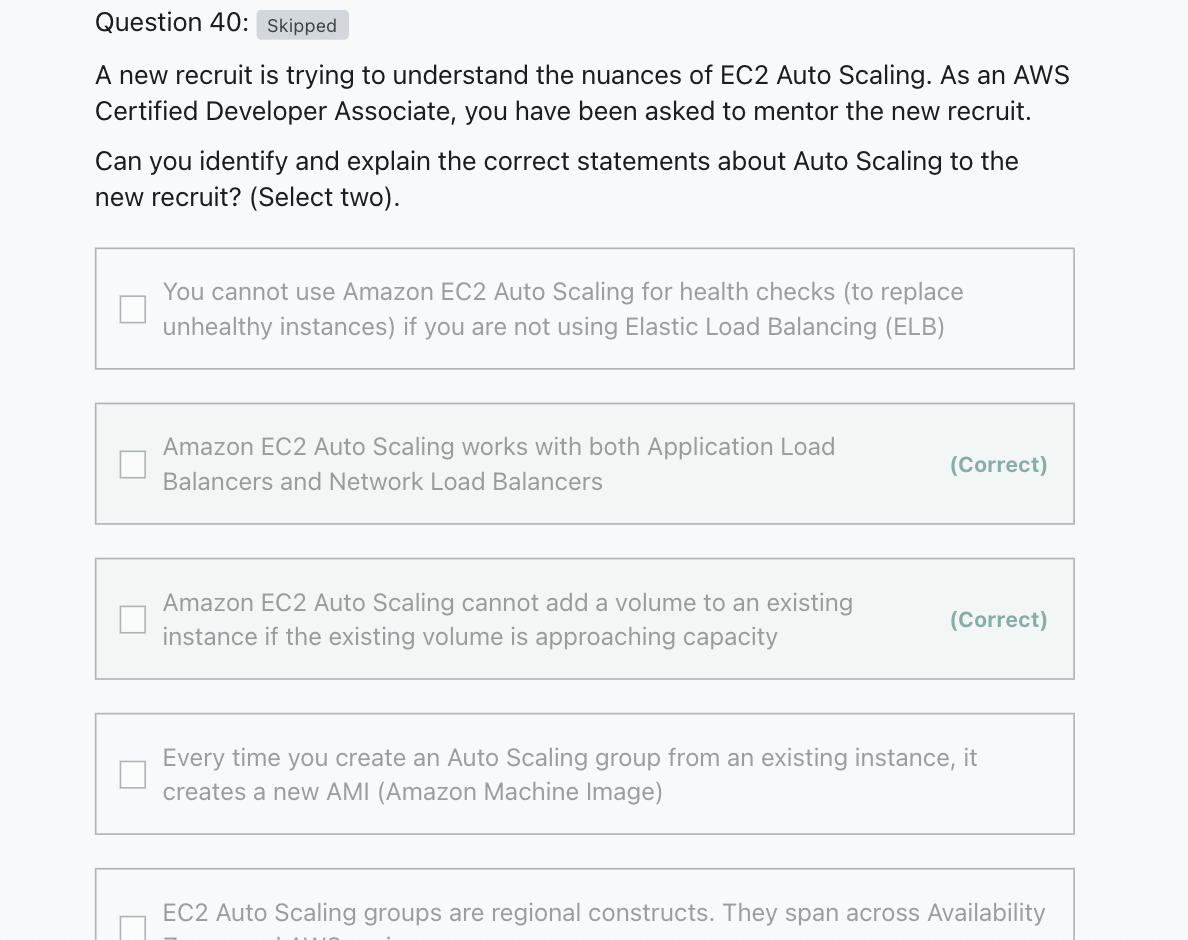 Question 40: Skipped
A new recruit is trying to understand the nuances of EC2 Auto Scaling. As an AWS
Certified Developer Associate, you have been asked to mentor the new recruit.
Can you identify and explain the correct statements about Auto Scaling to the
new recruit? (Select two).
You cannot use Amazon EC2 Auto Scaling for health checks (to replace
unhealthy instances) if you are not using Elastic Load Balancing (ELB)
Amazon EC2 Auto Scaling works with both Application Load
Balancers and Network Load Balancers
(Correct)
Amazon EC2 Auto Scaling cannot add a volume to an existing
instance if the existing volume is approaching capacity
(Correct)
Every time you create an Auto Scaling group from an existing instance, it
creates a new AMI (Amazon Machine Image)
EC2 Auto Scaling groups are regional constructs. They span across Availability